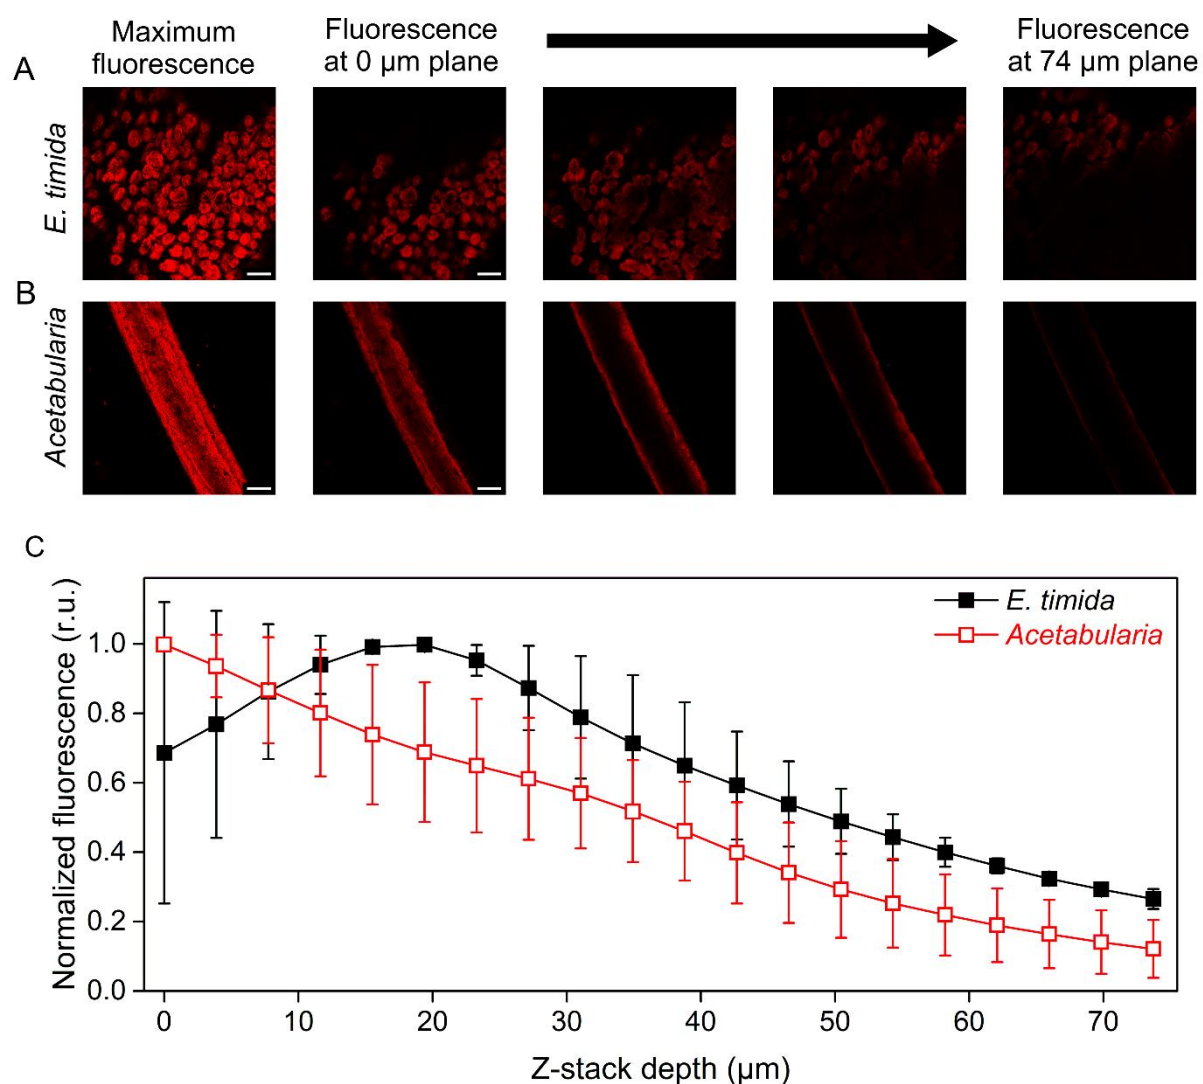 Maximum
fluorescence
Fluorescence
at 0 µm plane
Fluorescence
at 74 µm plane
A
E. timida
B
Acetabularia
C
Normalized fluorescence (r.u.)
1.0
0.8
0.6
0.4
0.2
0.0
E. timida
Acetabularia
0 10 20 30 40 50 60 70
Z-stack depth (µm)